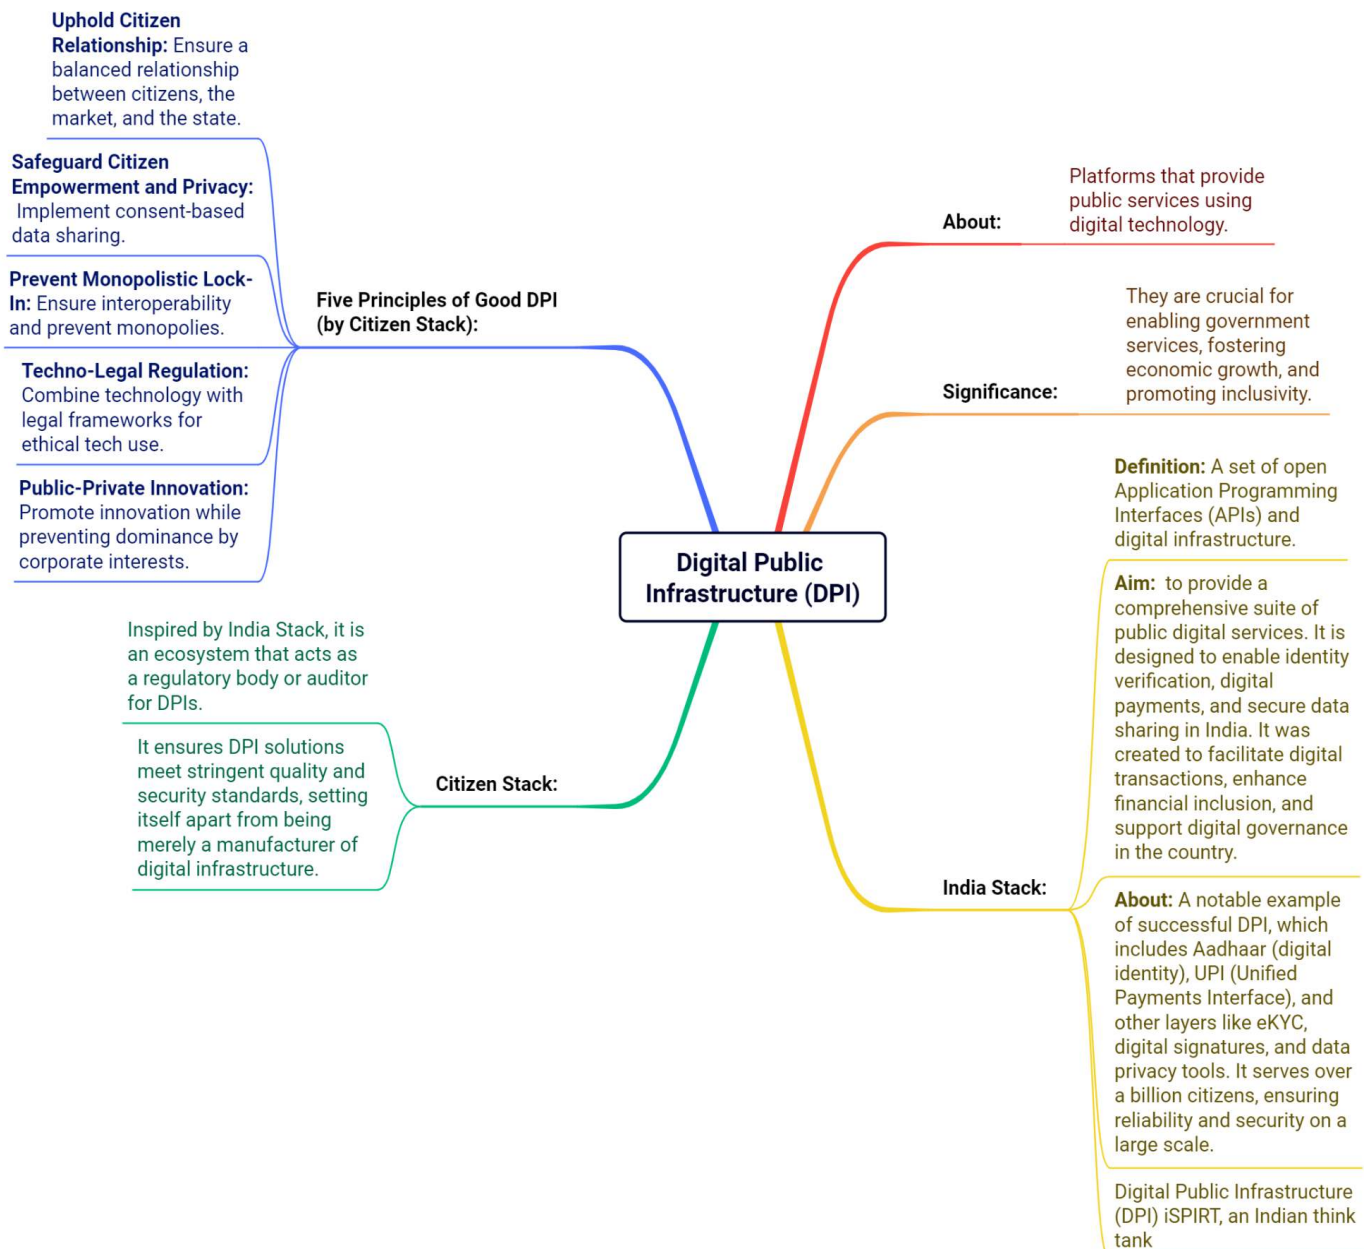 Digital Public
Infrastructure (DPI)
About:
Platforms that provide
public services using
digital technology.
Significance:
They are crucial for
enabling government
services, fostering
economic growth, and
promoting inclusivity.
India Stack:
Definition: A set of open
Application Programming
Interfaces (APIs) and
digital infrastructure.
Aim:  to provide a
comprehensive suite of
public digital services. It is
designed to enable identity
verification, digital
payments, and secure data
sharing in India. It was
created to facilitate digital
transactions, enhance
financial inclusion, and
support digital governance
in the country.
About: A notable example
of successful DPI, which
includes Aadhaar (digital
identity), UPI (Unified
Payments Interface), and
other layers like eKYC,
digital signatures, and data
privacy tools. It serves over
a billion citizens, ensuring
reliability and security on a
large scale.
Digital Public Infrastructure
(DPI) iSPIRT, an Indian think
tank
Five Principles of Good DPI
(by Citizen Stack):
Uphold Citizen
Relationship: Ensure a
balanced relationship
between citizens, the
market, and the state.
Safeguard Citizen
Empowerment and Privacy:
Implement consent-based
data sharing.
Prevent Monopolistic Lock-
In: Ensure interoperability
and prevent monopolies.
Techno-Legal Regulation:
Combine technology with
legal frameworks for
ethical tech use.
Public-Private Innovation:
Promote innovation while
preventing dominance by
corporate interests.
Citizen Stack:
Inspired by India Stack, it is
an ecosystem that acts as
a regulatory body or auditor
for DPIs.
It ensures DPI solutions
meet stringent quality and
security standards, setting
itself apart from being
merely a manufacturer of
digital infrastructure.